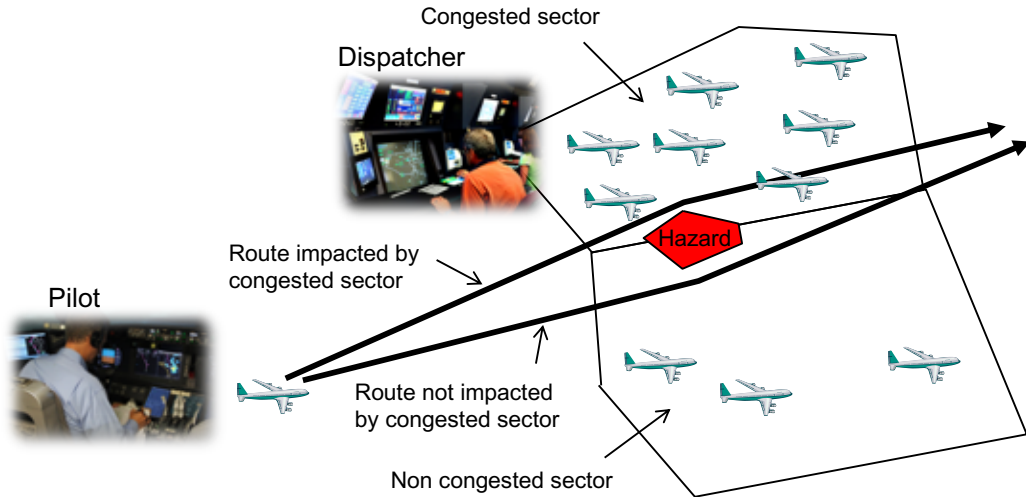 Congested sector
Dispatcher
Hazard
Route impacted by
congested sector
Pilot
Route not impacted
by congested sector
Non congested sector